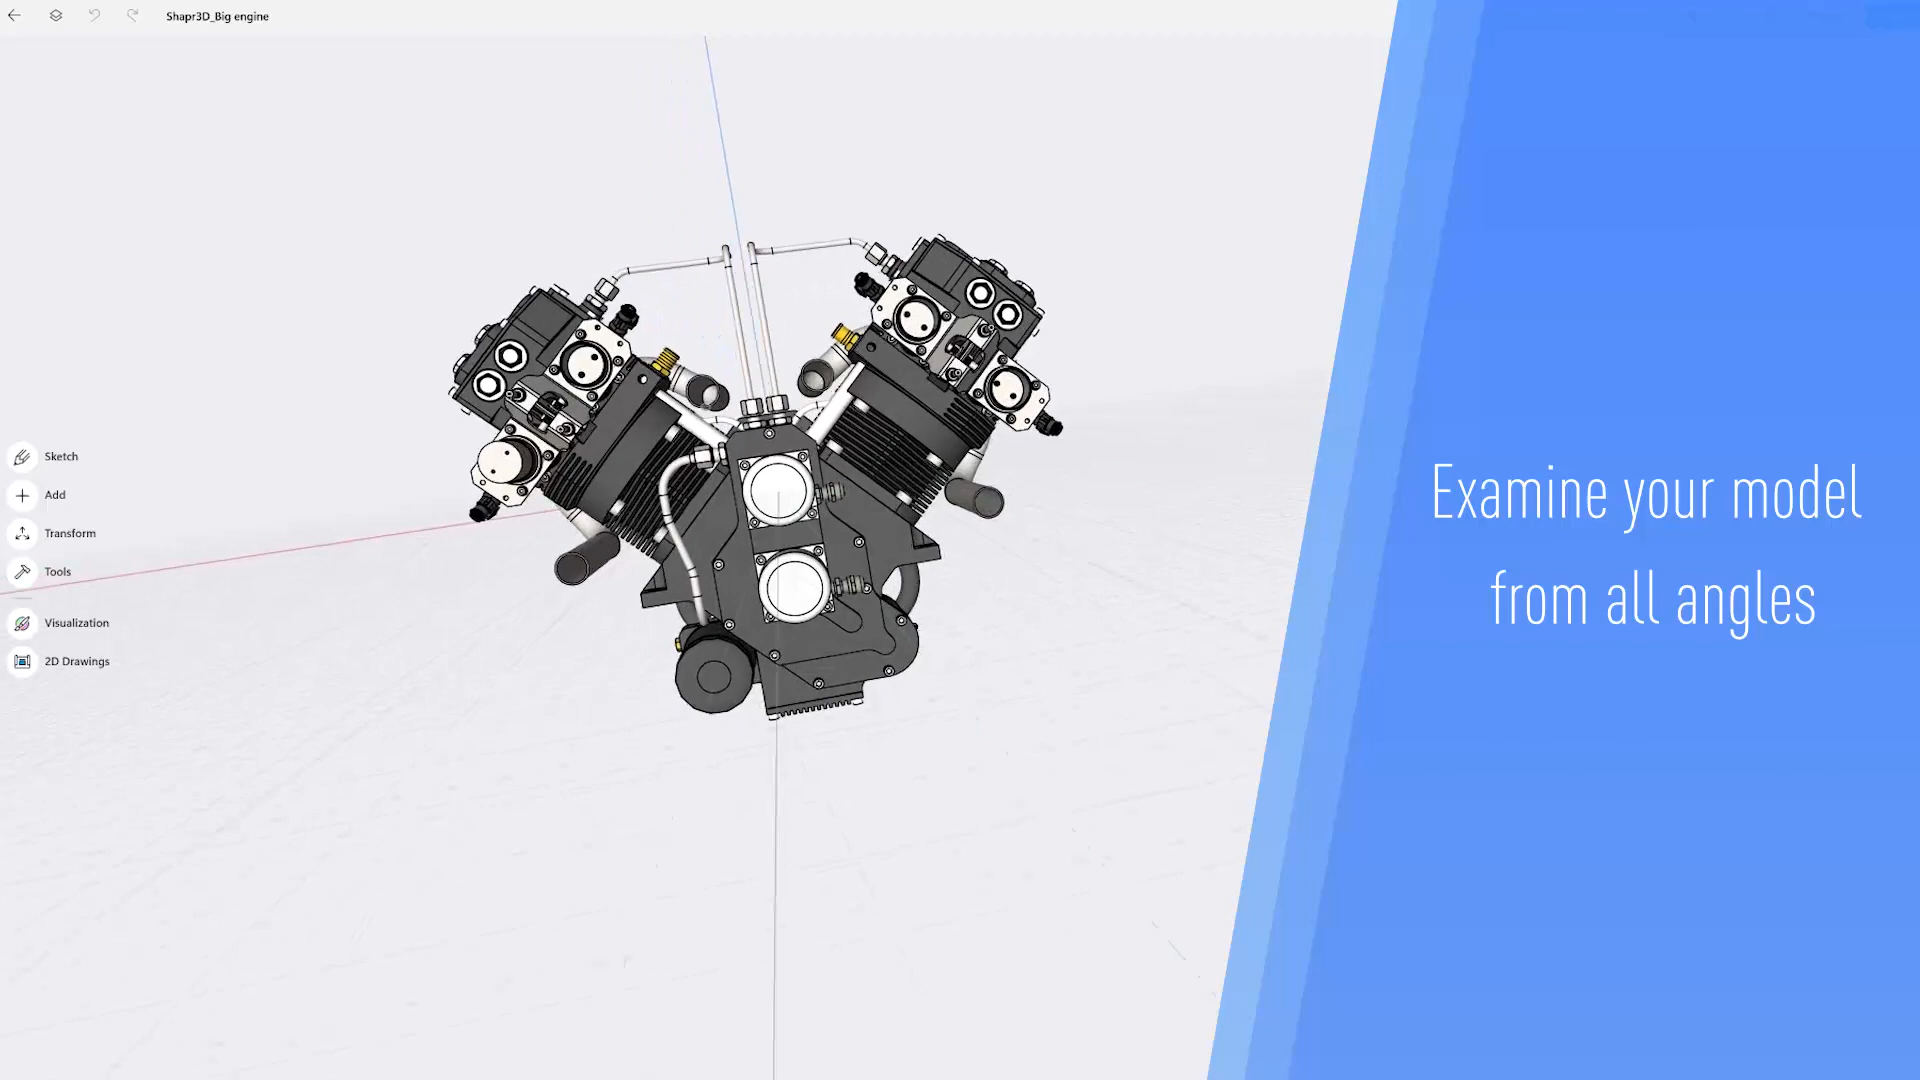 Shapr3D_Big engine
Sketch
Add
Transform
Tools
Visualization
2D Drawings
Examine your model
from all angles